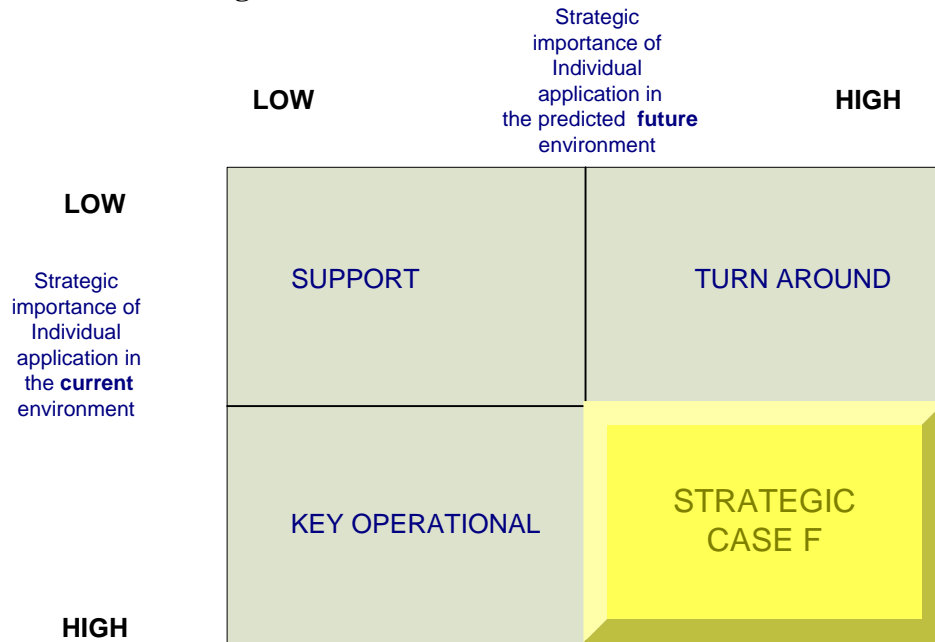 Strategic
importance of
Individual
application in
the predicted future
environment
LOW
HIGH
LOW
Strategic
importance of
Individual
application in
the current
environment
SUPPORT
TURN AROUND
KEY OPERATIONAL
STRATEGIC
CASE F
HIGH